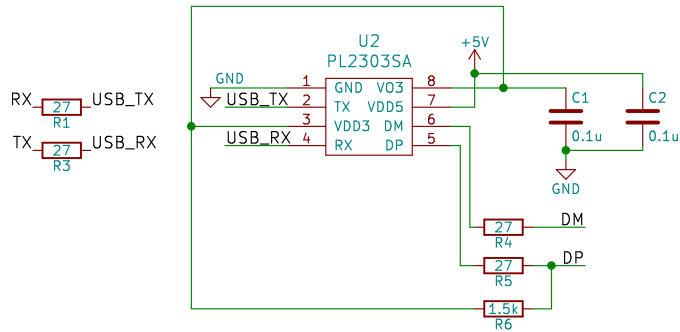 U2
PL2303SA
+5V
GND
1 GND VO3 8
USB_TX 2 TX VDD5 7
3 VDD3 DM 6
USB_RX 4 RX DP 5
RX 27 USB_TX
R1
TX 27 USB_RX
R3
C1
0.1u
C2
0.1u
GND
27 DM
R4
27 DP
R5
1.5k
R6